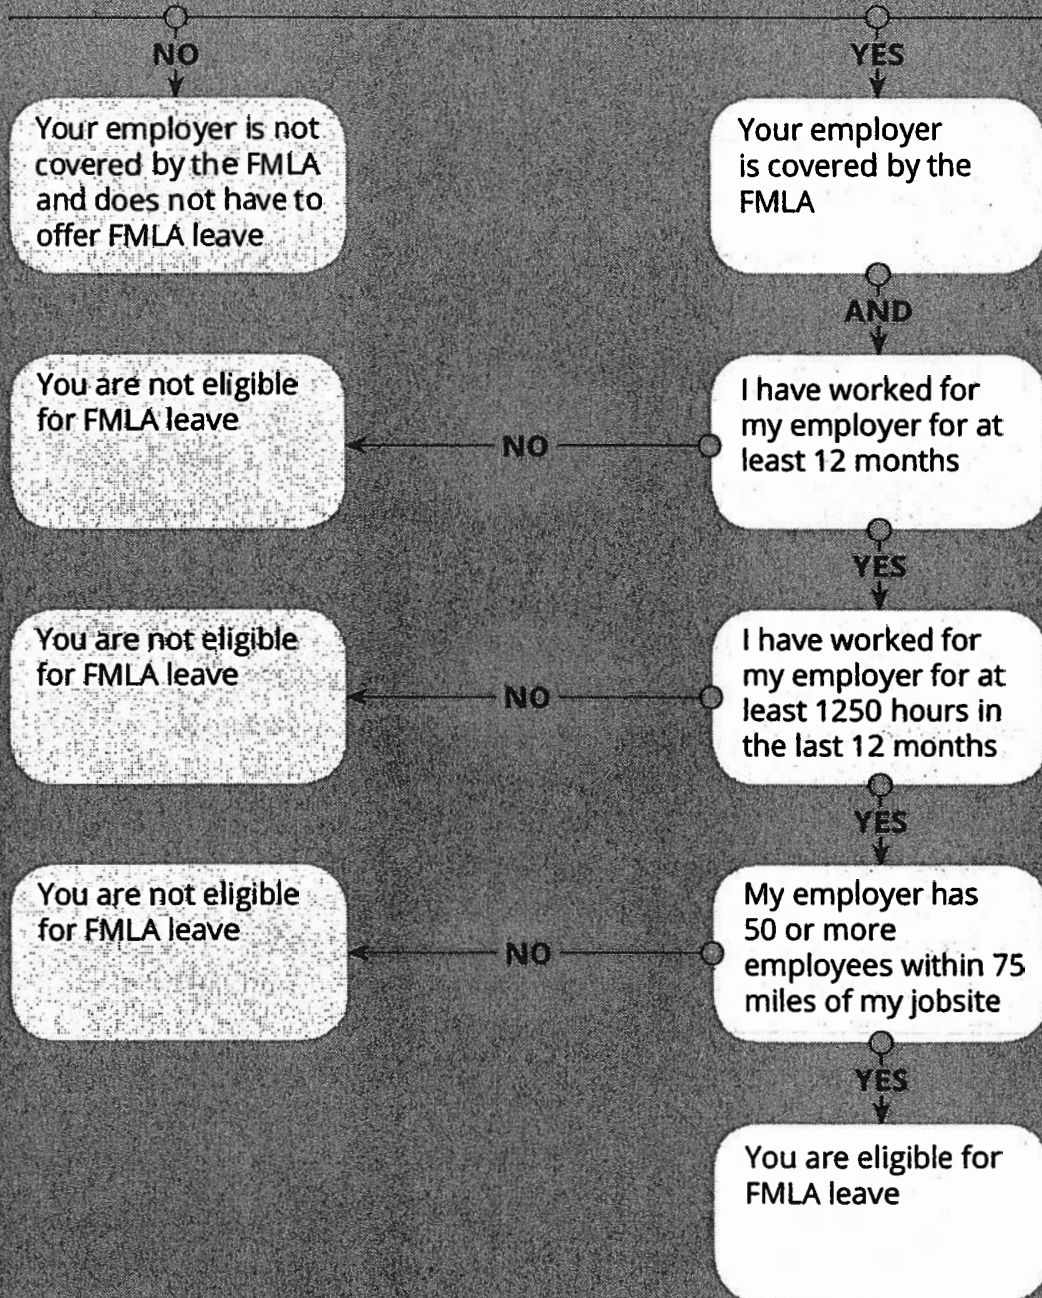 NO
YES
Your employer is not
covered by the FMLA
and does not have to
offer FMLA leave
Your employer
is covered by the
FMLA
AND
You are not eligible
for FMLA leave
NO
I have worked for
my employer for at
least 12 months
YES
You are not eligible
for FMLA leave
NO
I have worked for
my employer for at
least 1250 hours in
the last 12 months
YES
You are not eligible
for FMLA leave
NO
My employer has
50 or more
employees within 75
miles of my jobsite
YES
You are eligible for
FMLA leave